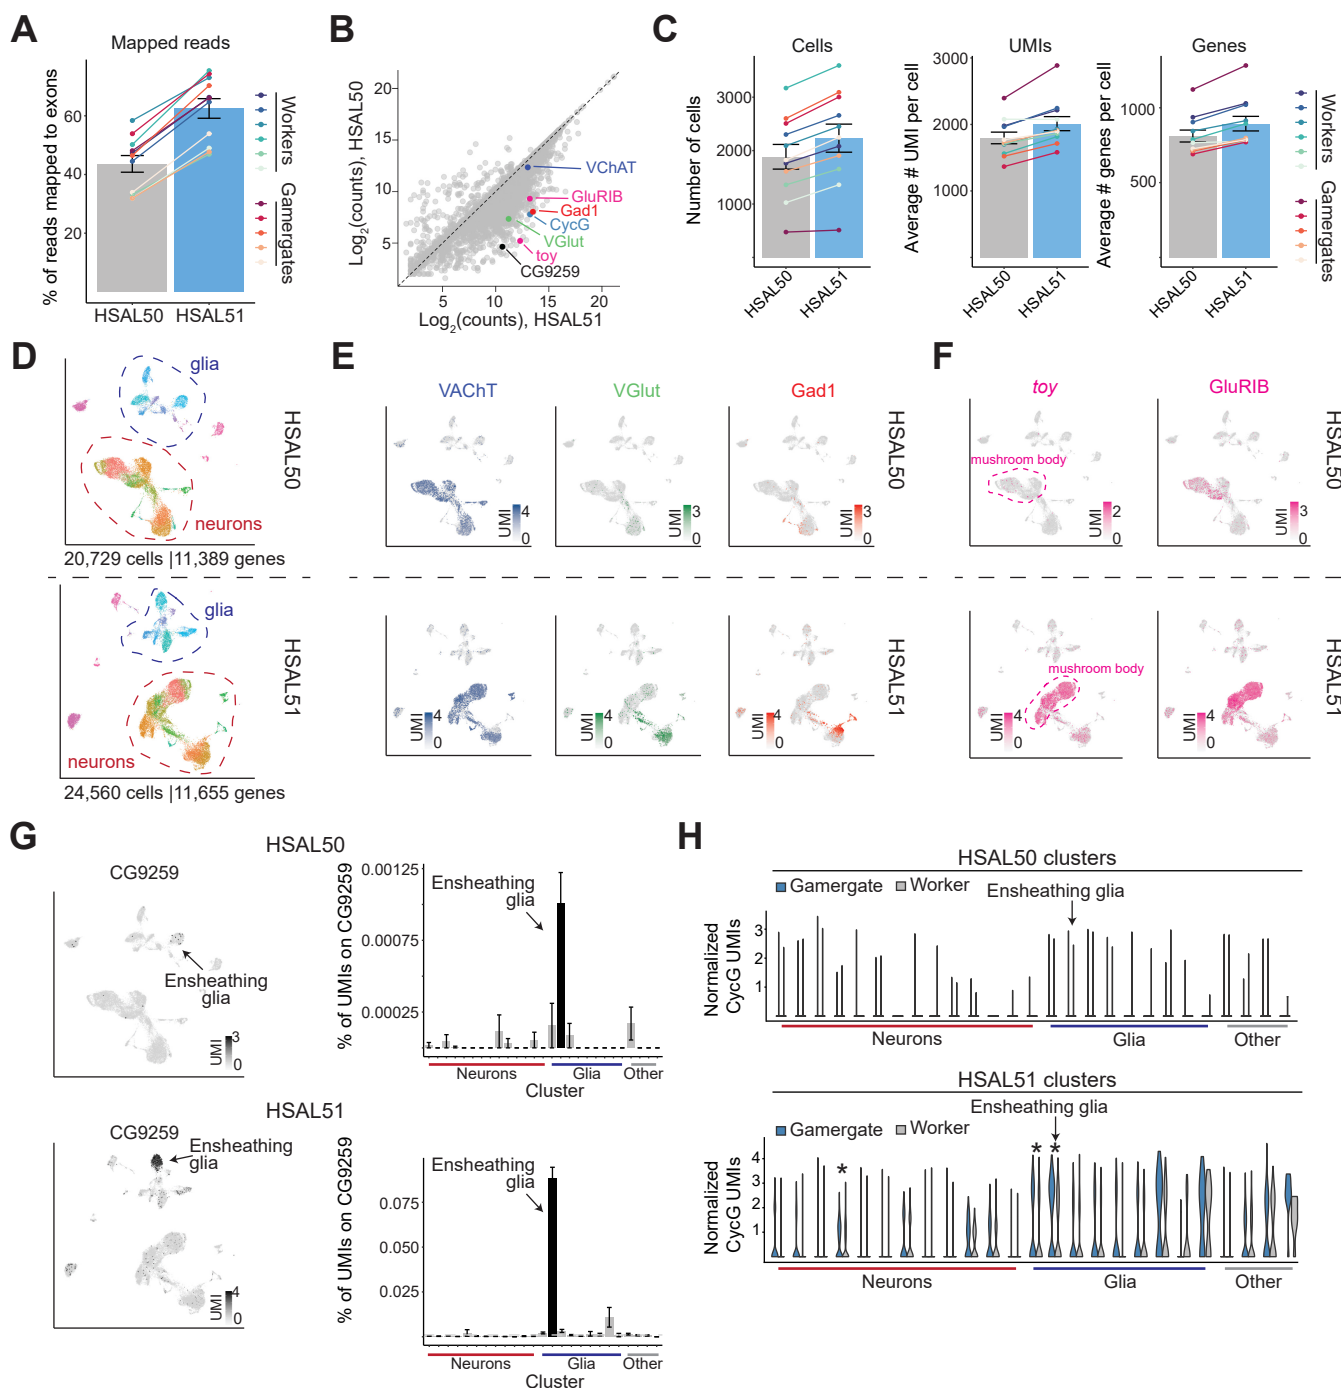 A
Mapped reads
% of reads mapped to exons
60
40
20
HSAL50
HSAL51
Workers
Gamergates
B
Log2(counts), HSAL50
20
15
10
5
VChAT
GluRIB
Gad1
CycG
VGlut
toy
CG9259
5
10
15
20
Log2(counts), HSAL51
C
Cells
Number of cells
3000
2000
1000
HSAL50
HSAL51
UMIs
Average # UMI per cell
3000
2000
1000
HSAL50
HSAL51
Genes
Average # genes per cell
1000
500
HSAL50
HSAL51
Workers
Gamergates
D
glia
neurons
HSAL50
20,729 cells |11,389 genes
glia
neurons
HSAL51
24,560 cells |11,655 genes
E
VAChT
VGlut
Gad1
HSAL50
UMI
4
0
UMI
3
0
UMI
3
0
HSAL51
UMI
4
0
UMI
4
0
UMI
4
0
F
toy
GluRIB
HSAL50
mushroom body
UMI
2
0
UMI
3
0
HSAL51
mushroom body
UMI
4
0
UMI
4
0
G
HSAL50
CG9259
Ensheathing
glia
UMI
3
0
% of UMIs on CG9259
0.00125
0.00075
0.00025
Ensheathing
glia
Neurons
Glia
Other
Cluster
HSAL51
CG9259
Ensheathing
glia
UMI
4
0
% of UMIs on CG9259
0.075
0.050
0.025
Ensheathing
glia
Neurons
Glia
Other
Cluster
H
HSAL50 clusters
Gamergate
Worker
Ensheathing glia
Normalized
CycG UMIs
3
2
1
Neurons
Glia
Other
HSAL51 clusters
Ensheathing glia
Gamergate
Worker
Normalized
CycG UMIs
4
3
2
1
*
*
*
Neurons
Glia
Other